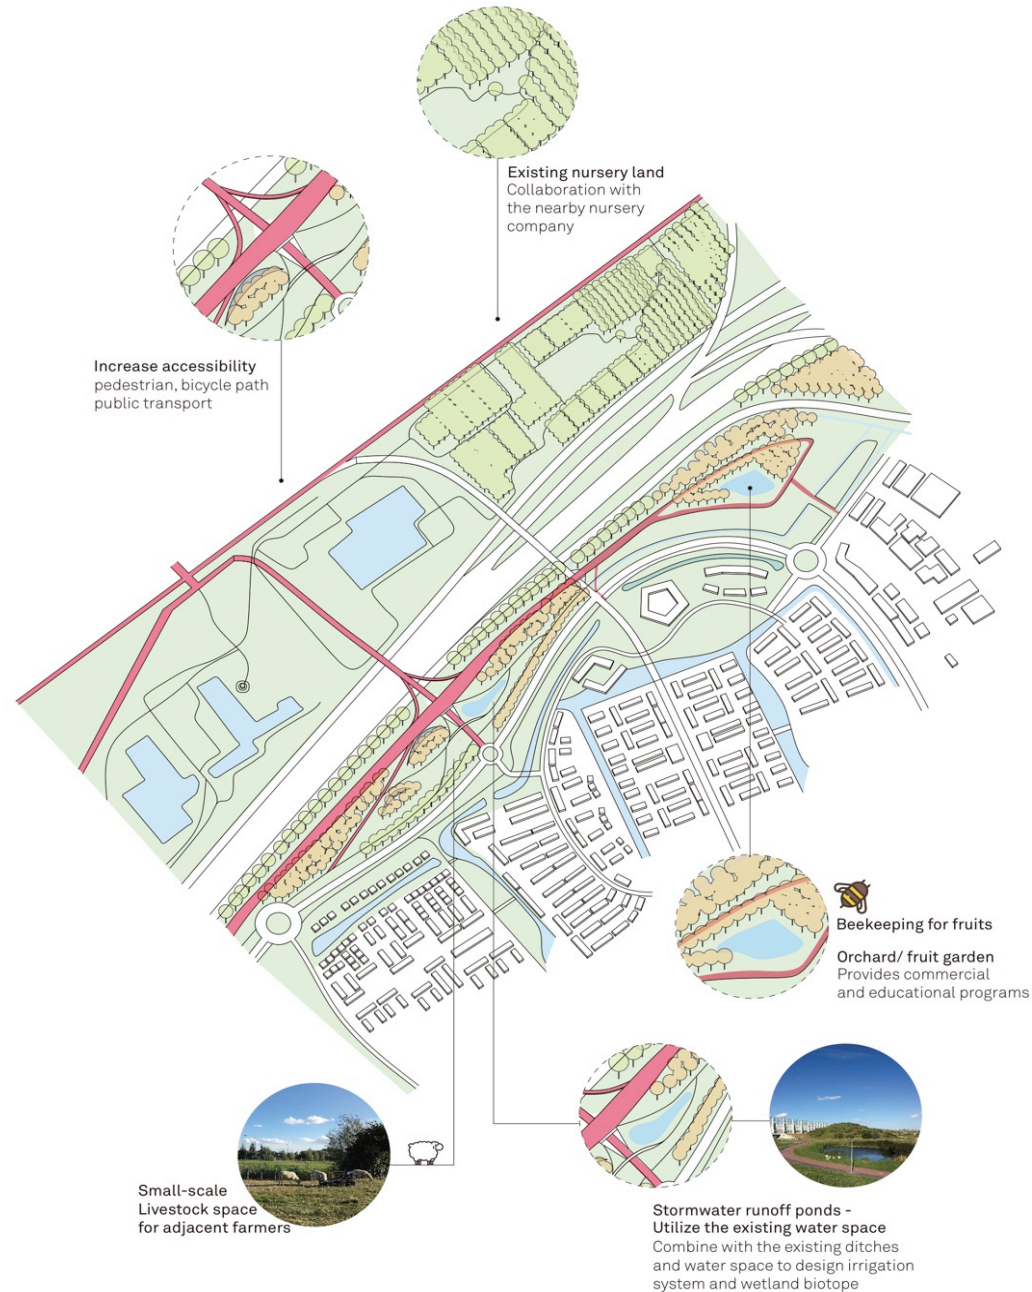 Existing nursery land
Collaboration with
the nearby nursery
company
Increase accessibility
pedestrian, bicycle path
public transport
Beekeeping for fruits
Orchard/ fruit garden
Provides commercial
and educational programs
Small-scale
Livestock space
for adjacent farmers
Stormwater runoff ponds -
Utilize the existing water space
Combine with the existing ditches
and water space to design irrigation
system and wetland biotope